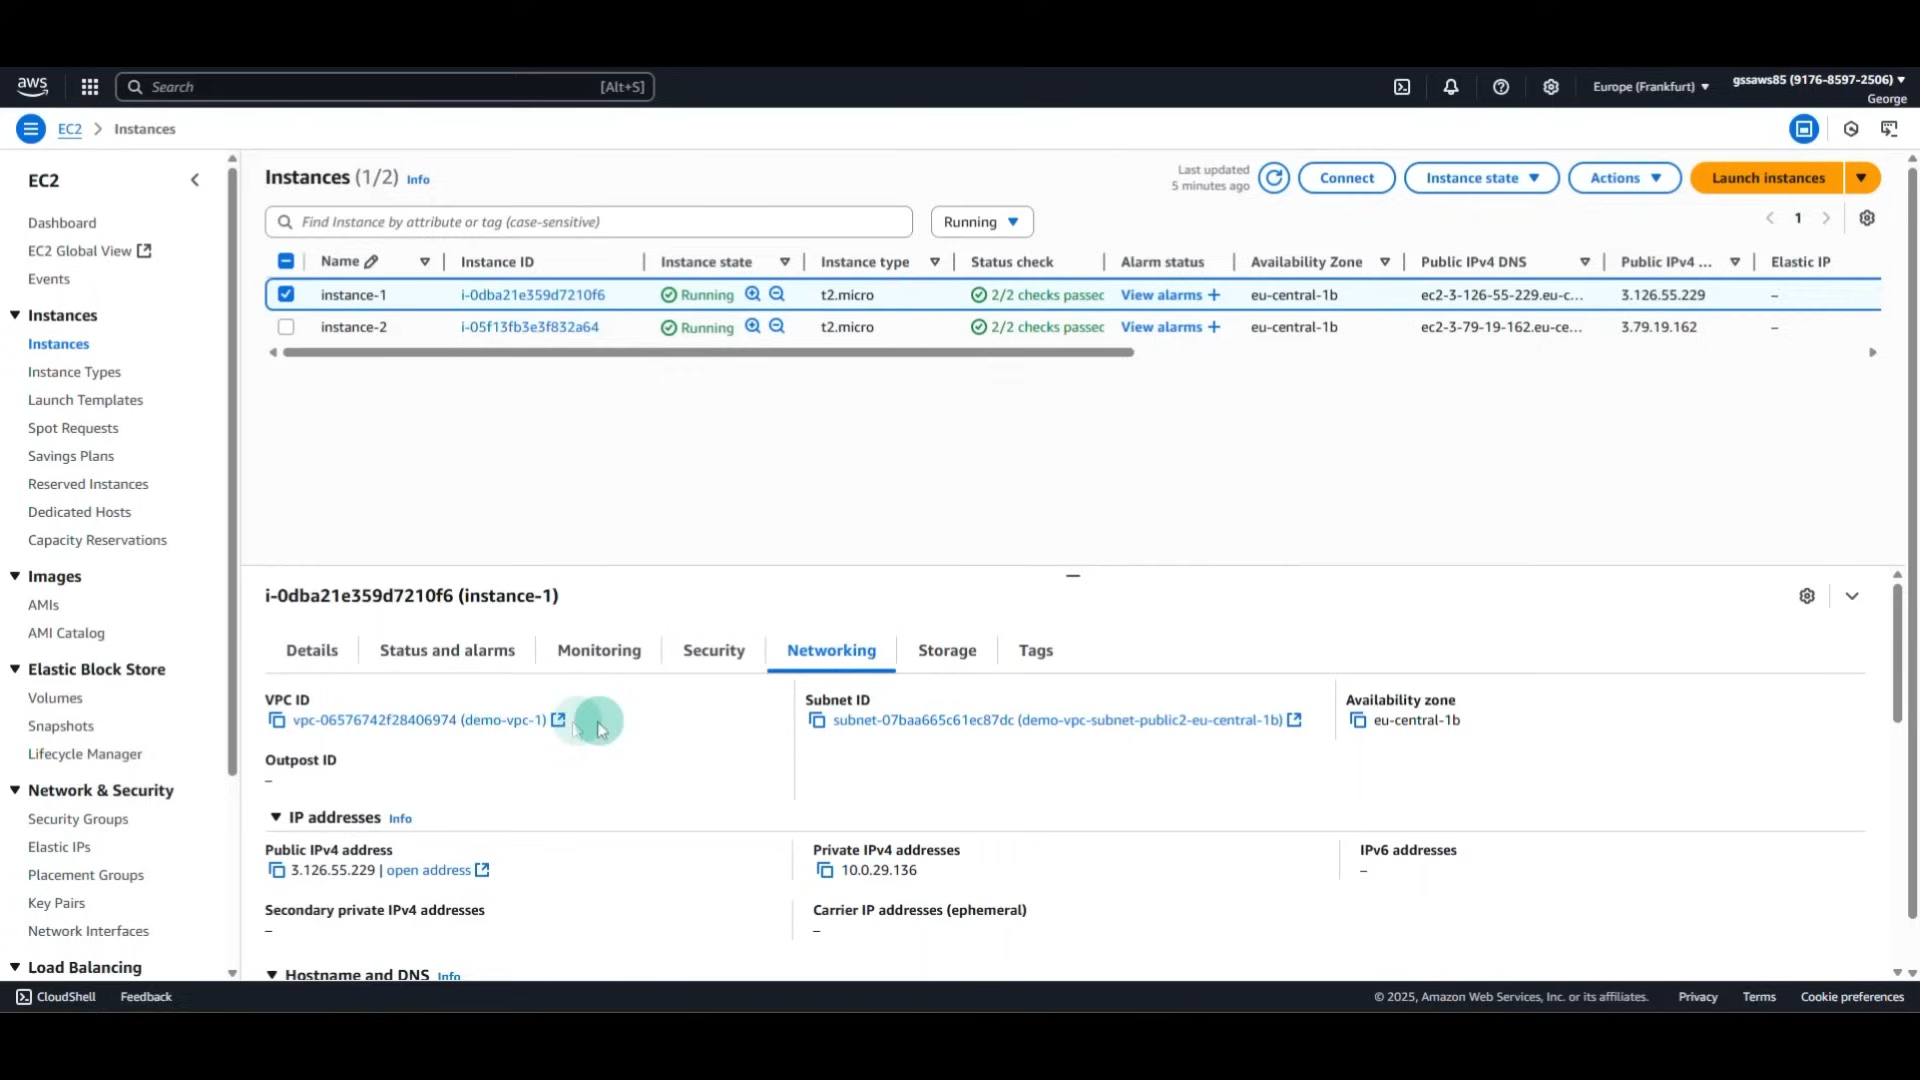 aws Search [Alt+S] Europe (Frankfurt) gssaws85 (9176-8597-2506)
George
EC2 Instances
EC2
Dashboard
EC2 Global View
Events
Instances
Instances
Instance Types
Launch Templates
Spot Requests
Savings Plans
Reserved Instances
Dedicated Hosts
Capacity Reservations
Images
AMIs
AMI Catalog
Elastic Block Store
Volumes
Snapshots
Lifecycle Manager
Network & Security
Security Groups
Elastic IPs
Placement Groups
Key Pairs
Network Interfaces
Load Balancing
Instances (1/2) Info
Last updated
5 minutes ago
Connect Instance state Actions Launch instances
Find Instance by attribute or tag (case-sensitive) Running 1
Name Instance ID Instance state Instance type Status check Alarm status Availability Zone Public IPv4 DNS Public IPv4 ... Elastic IP
instance-1 i-0dba21e359d7210f6 Running t2.micro 2/2 checks passec View alarms + eu-central-1b ec2-3-126-55-229.eu-c... 3.126.55.229 –
instance-2 i-05f13fb3e3f832a64 Running t2.micro 2/2 checks passec View alarms + eu-central-1b ec2-3-79-19-162.eu-ce... 3.79.19.162 –
i-0dba21e359d7210f6 (instance-1)
Details Status and alarms Monitoring Security Networking Storage Tags
VPC ID
vpc-06576742f28406974 (demo-vpc-1)
Subnet ID
subnet-07baa665c61ec87dc (demo-vpc-subnet-public2-eu-central-1b)
Availability zone
eu-central-1b
Outpost ID
–
IP addresses Info
Public IPv4 address
3.126.55.229 | open address
Private IPv4 addresses
10.0.29.136
IPv6 addresses
–
Secondary private IPv4 addresses
–
Carrier IP addresses (ephemeral)
–
Hostname and DNS Info
CloudShell Feedback © 2025, Amazon Web Services, Inc. or its affiliates. Privacy Terms Cookie preferences